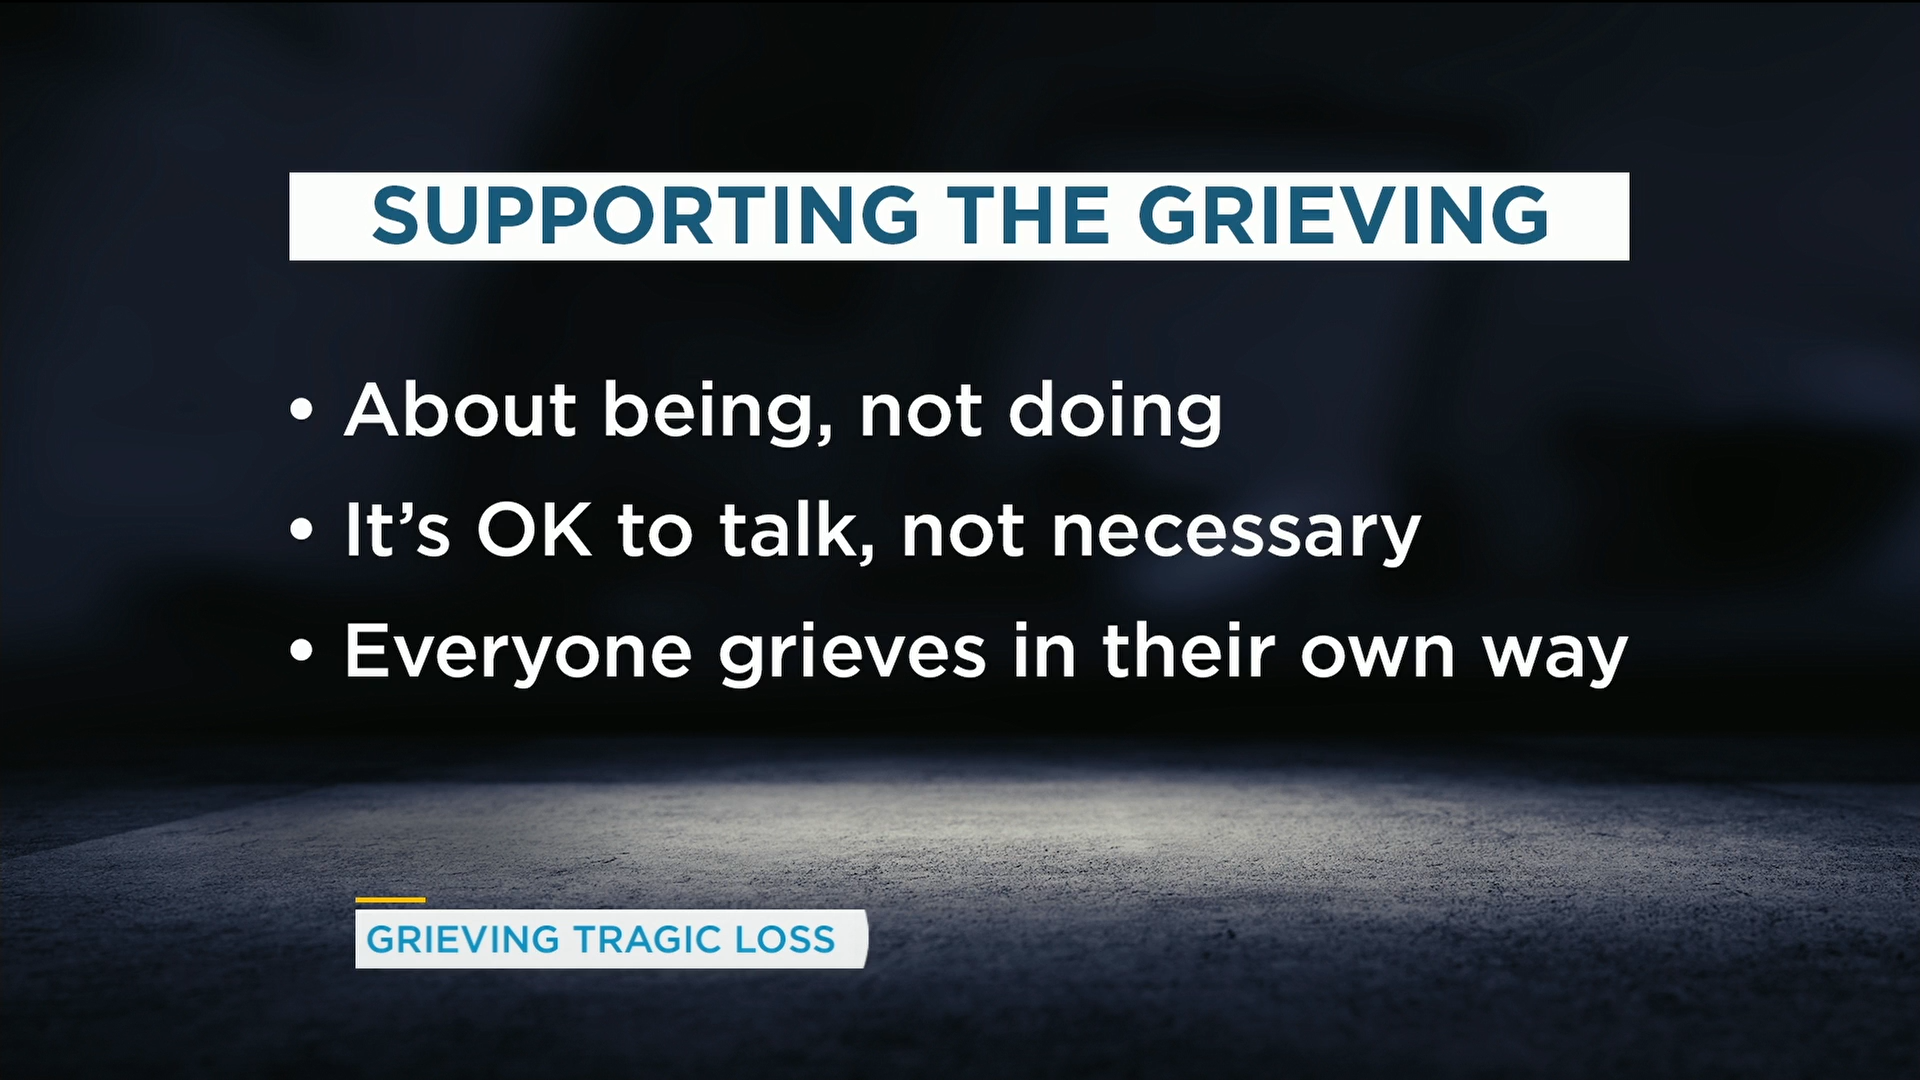 SUPPORTING THE GRIEVING
• About being, not doing
• It’s OK to talk, not necessary
• Everyone grieves in their own way
GRIEVING TRAGIC LOSS